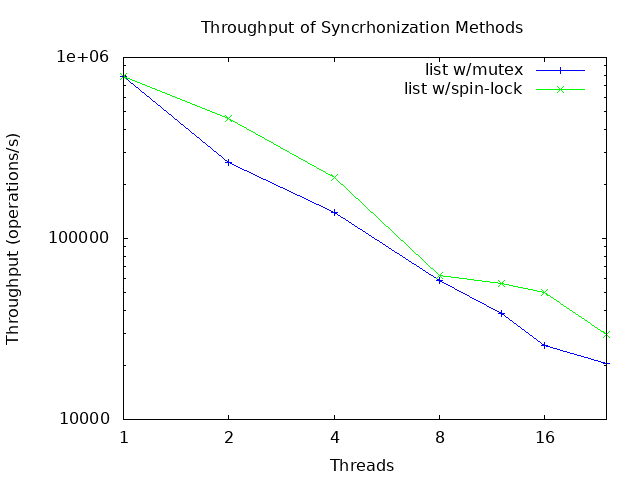 Throughput of Syncrhonization Methods
1e+06
list w/mutex
list w/spin-lock
Throughput (operations/s)
100000
10000
1 2 4 8 16
Threads